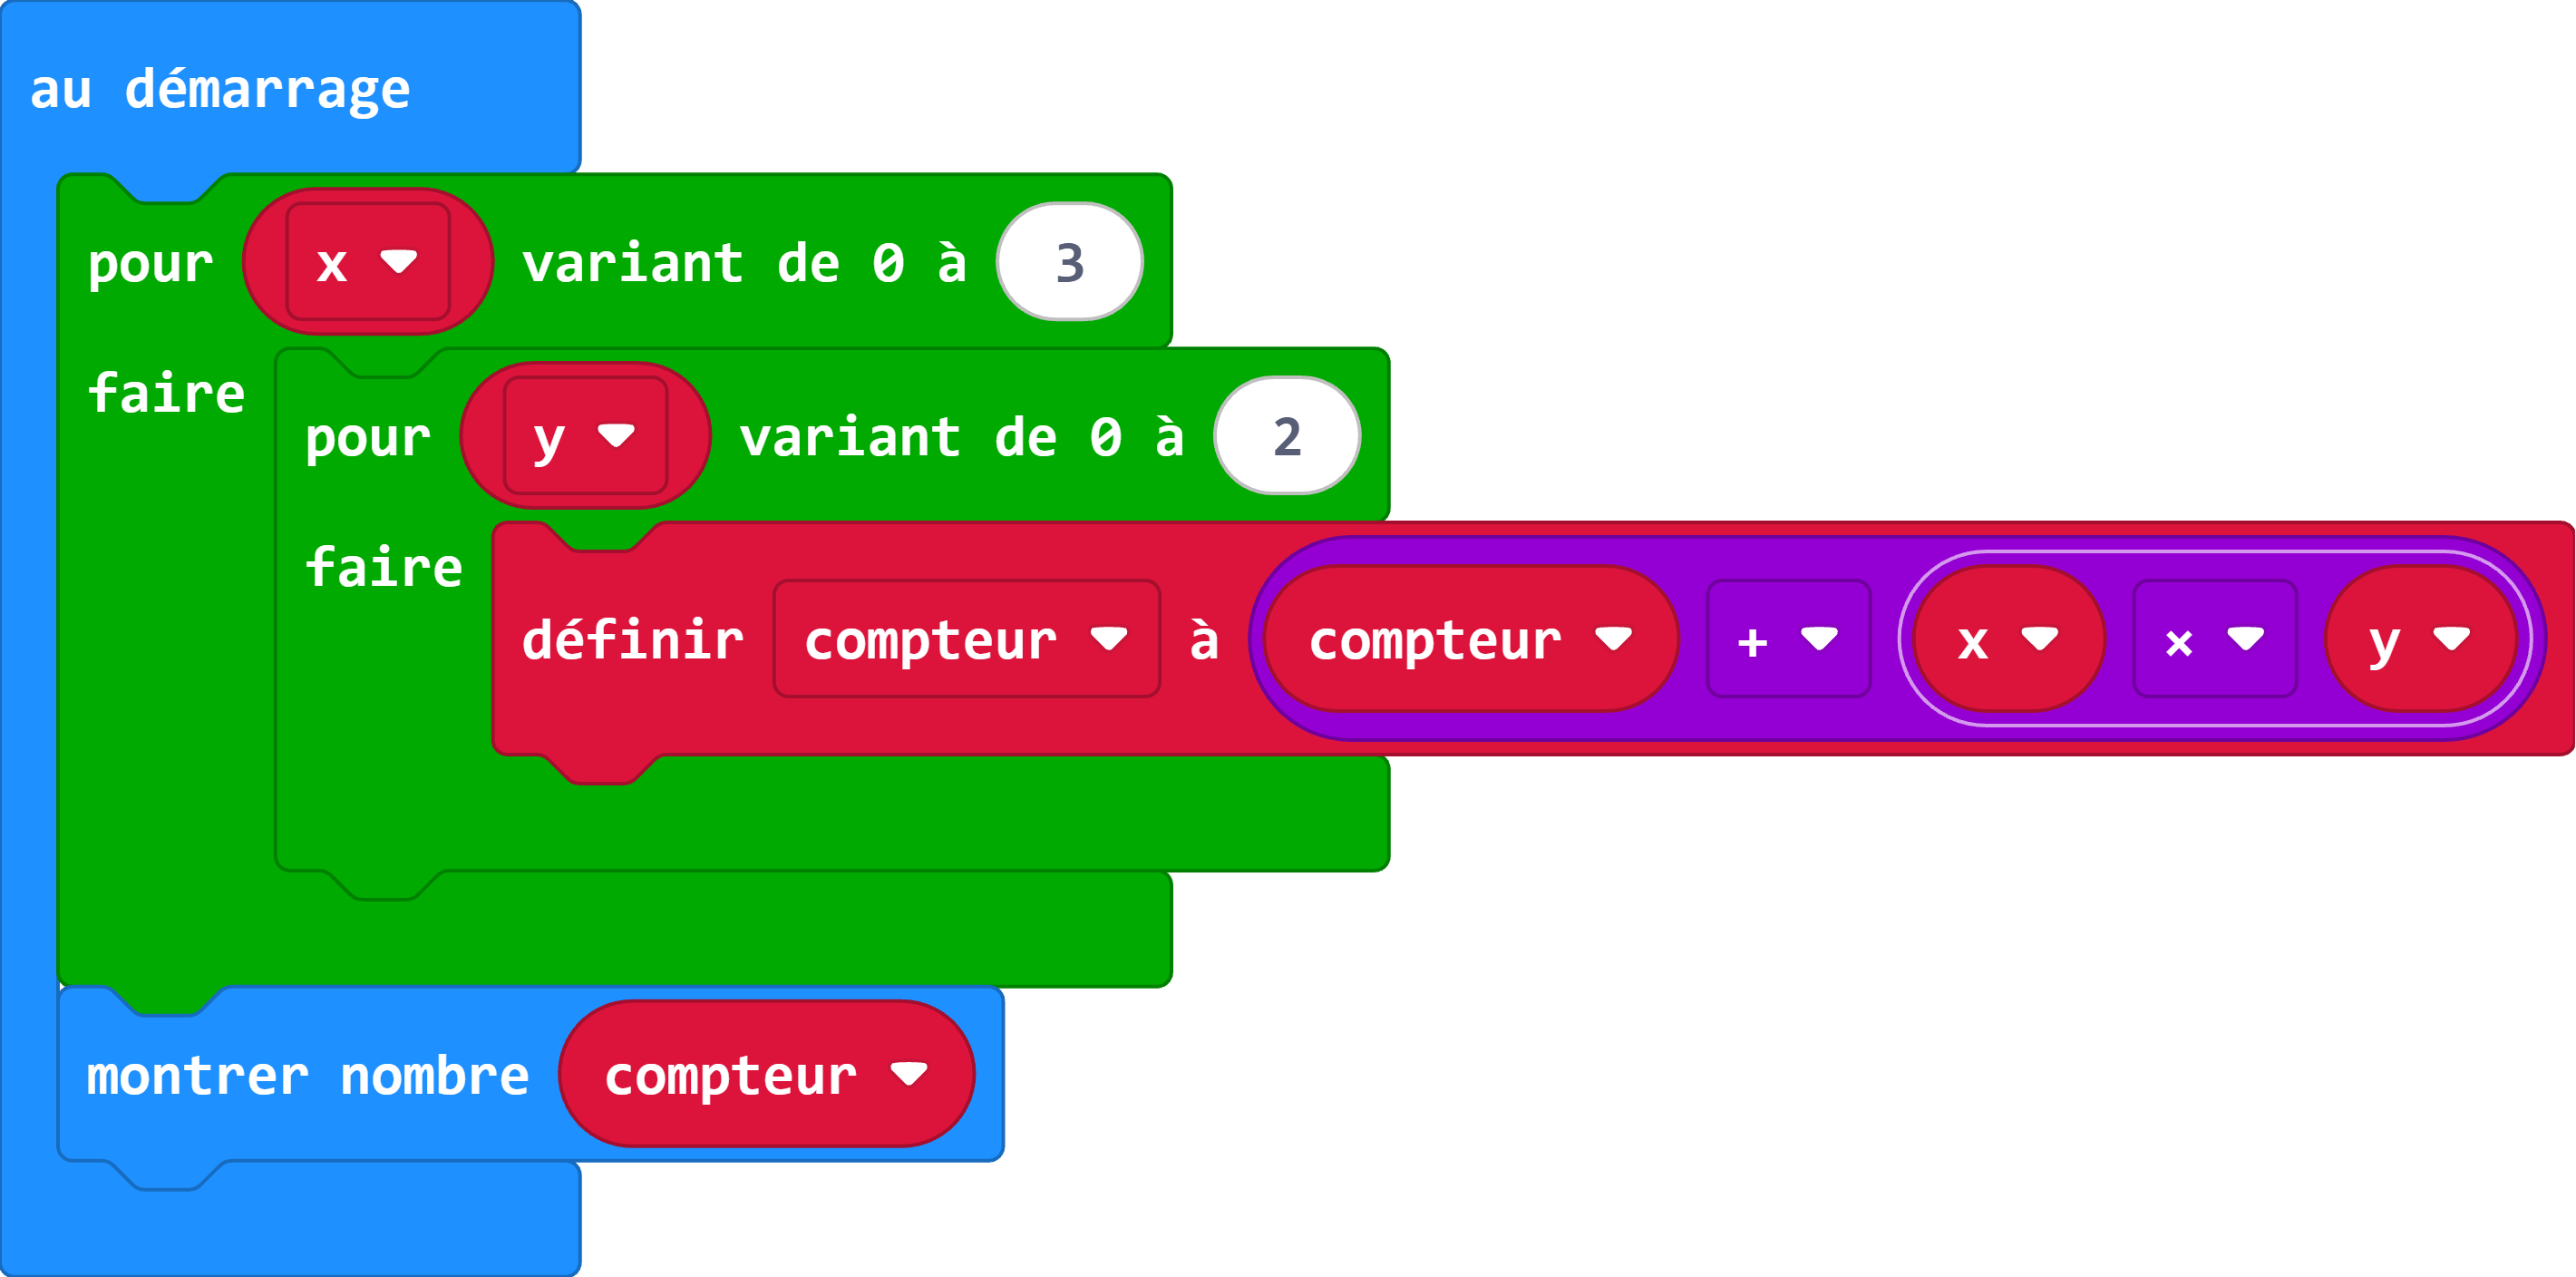 au démarrage
pour x variant de 0 à 3
faire
pour y variant de 0 à 2
faire
définir compteur à compteur + x × y
montrer nombre compteur